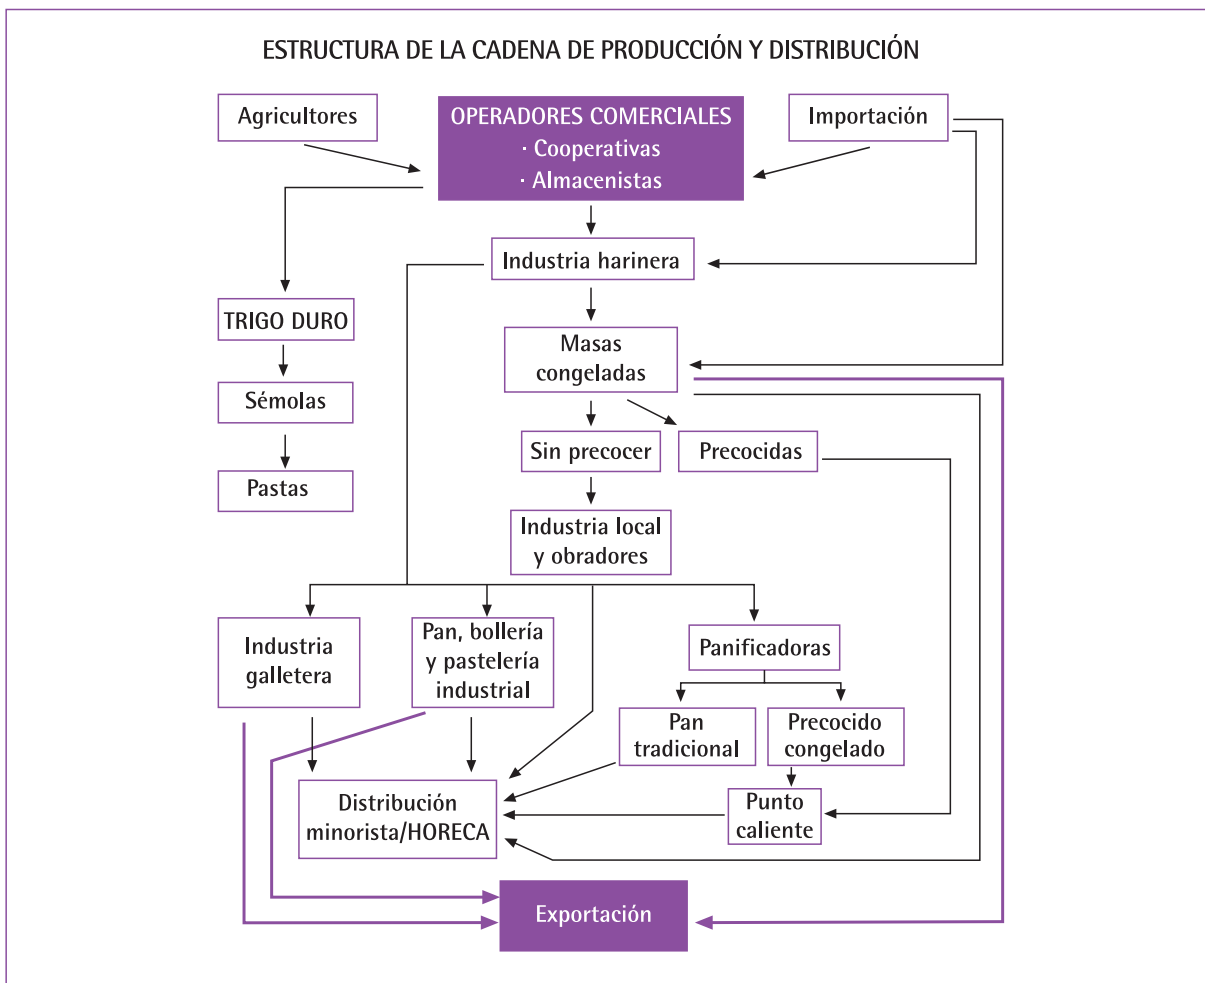 ESTRUCTURA DE LA CADENA DE PRODUCCIÓN Y DISTRIBUCIÓN
Agricultores
OPERADORES COMERCIALES
· Cooperativas
· Almacenistas
Importación
Industria harinera
TRIGO DURO
Masas
congeladas
Sémolas
Sin precocer
Precocidas
Pastas
Industria local
y obradores
Industria
galletera
Pan, bollería
y pastelería
industrial
Panificadoras
Pan
tradicional
Precocido
congelado
Distribución
minorista/HORECA
Punto
caliente
Exportación